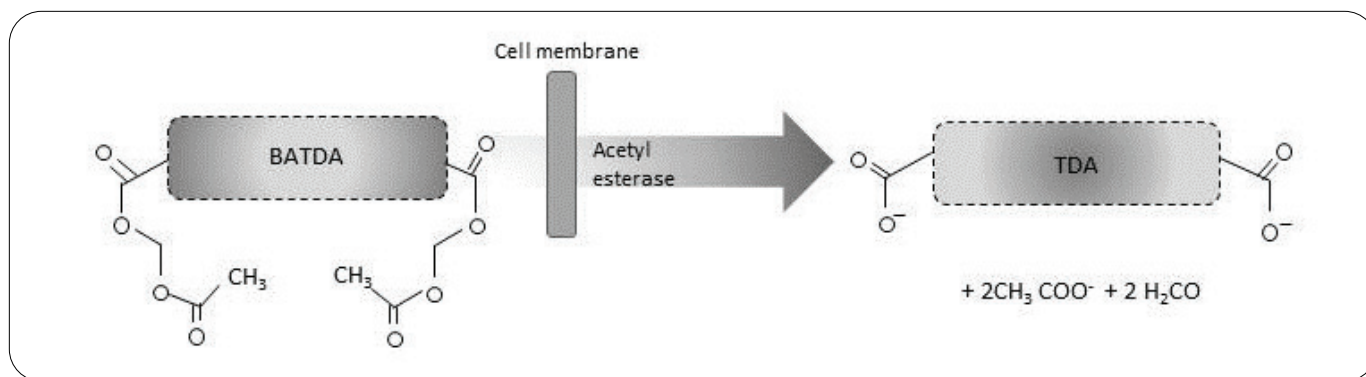 Cell membrane
O
BATDA
O
Acetyl
esterase
O
TDA
O
O
O
O⁻
O⁻
O
CH₃
CH₃
O
O
O
+ 2CH₃ COO⁻ + 2 H₂CO